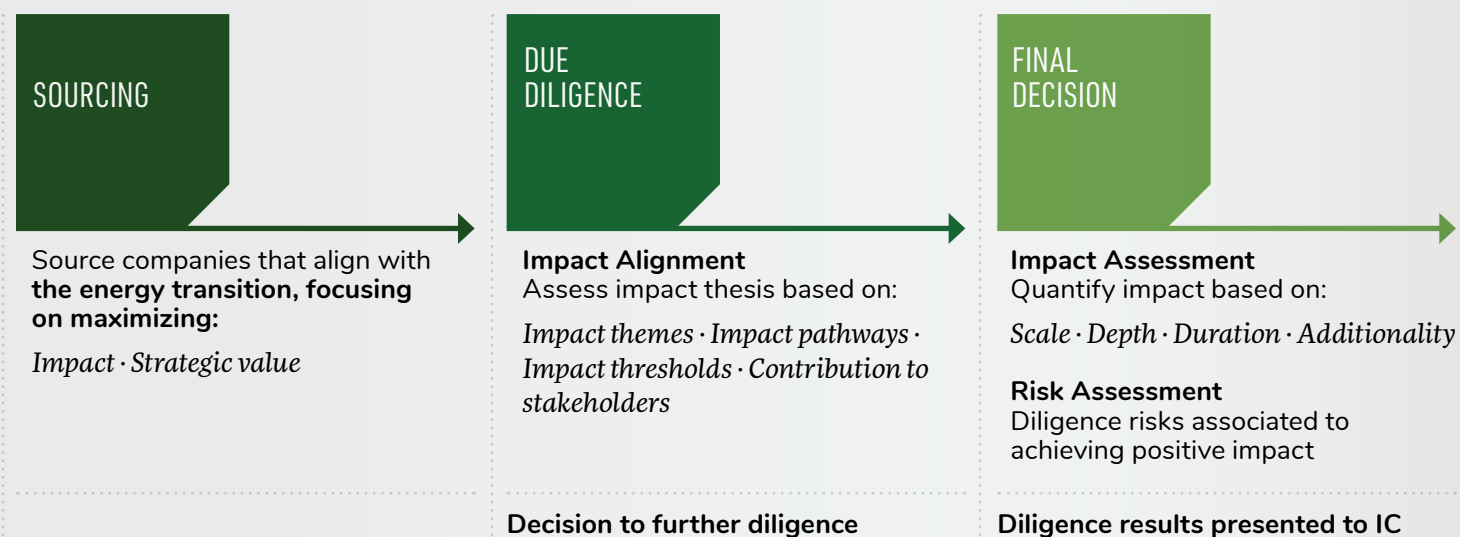 SOURCING
Source companies that align with
the energy transition, focusing
on maximizing:
Impact · Strategic value
DUE
DILIGENCE
Impact Alignment
Assess impact thesis based on:
Impact themes · Impact pathways ·
Impact thresholds · Contribution to
stakeholders
Decision to further diligence
FINAL
DECISION
Impact Assessment
Quantify impact based on:
Scale · Depth · Duration · Additionality
Risk Assessment
Diligence risks associated to
achieving positive impact
Diligence results presented to IC